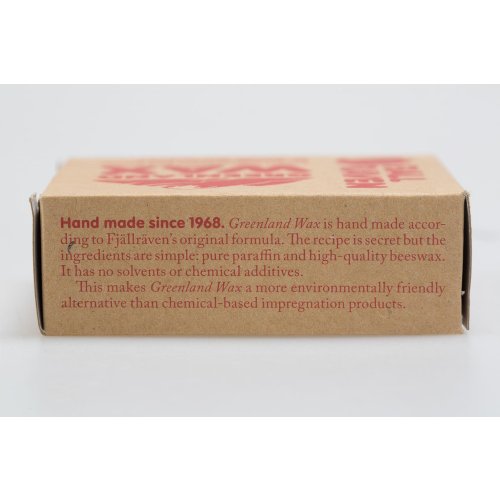 Hand made since 1968. Greenland Wax is hand made accor-
ding to Fjällräven's original formula. The recipe is secret but the
ingredients are simple: pure paraffin and high-quality beeswax.
It has no solvents or chemical additives.
This makes Greenland Wax a more environmentally friendly
alternative than chemical-based impregnation products.